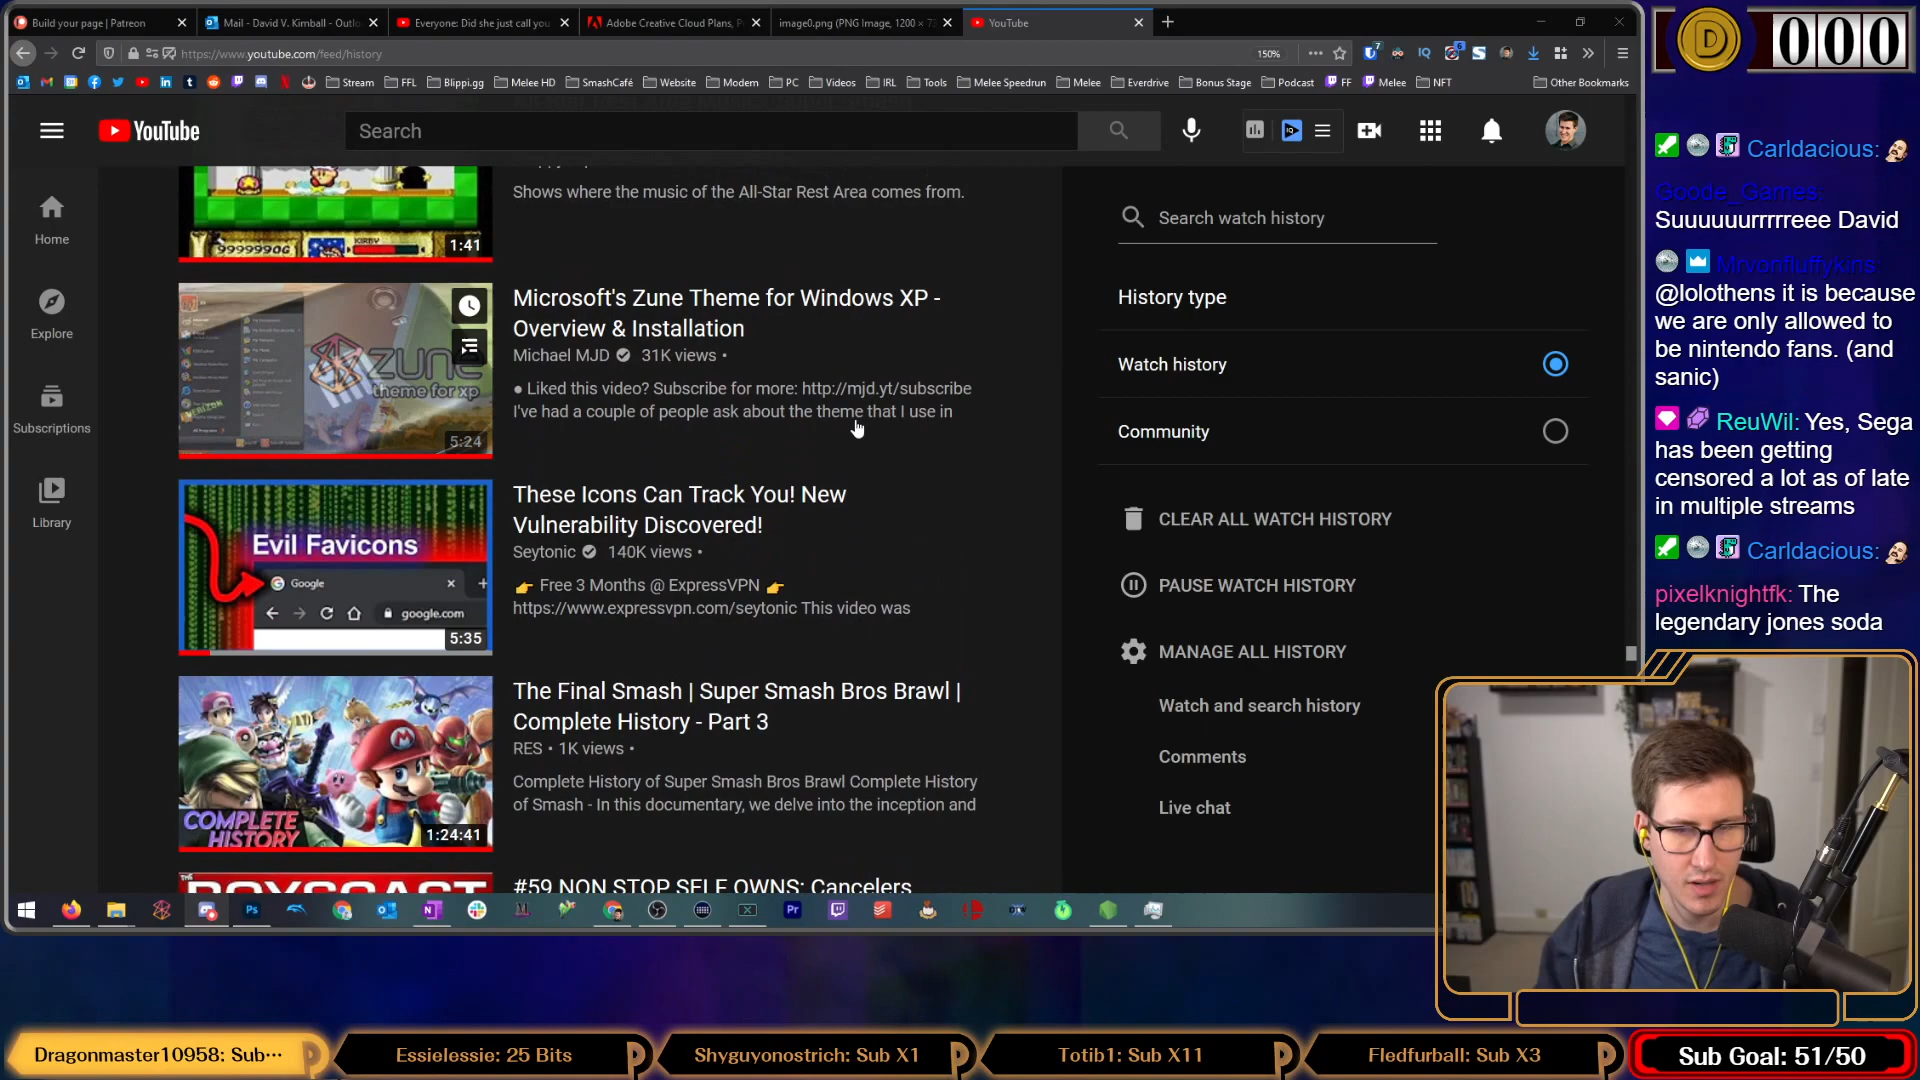 Build your page | Patreon
Mail - David V. Kimball - Outlo
Everyone: Did she just call you
Adobe Creative Cloud Plans, P
image0.png (PNG Image, 1200 ×
YouTube
https://www.youtube.com/feed/history
150%
Stream
FFL
Blippi.gg
Melee HD
SmashCafé
Website
Modem
PC
Videos
IRL
Tools
Melee Speedrun
Melee
Everdrive
Bonus Stage
Podcast
FF
Melee
NFT
Other Bookmarks
YouTube
Search
Home
Explore
Subscriptions
Library
Shows where the music of the All-Star Rest Area comes from.
9999990G
KIRBY
1:41
Microsoft's Zune Theme for Windows XP -
Overview & Installation
Michael MJD 31K views •
● Liked this video? Subscribe for more: http://mjd.yt/subscribe
I've had a couple of people ask about the theme that I use in
zune
theme for xp
5:24
These Icons Can Track You! New
Vulnerability Discovered!
Seytonic 140K views •
👉 Free 3 Months @ ExpressVPN 👉
https://www.expressvpn.com/seytonic This video was
Evil Favicons
Google
google.com
5:35
The Final Smash | Super Smash Bros Brawl |
Complete History - Part 3
RES • 1K views •
Complete History of Super Smash Bros Brawl Complete History
of Smash - In this documentary, we delve into the inception and
COMPLETE
HISTORY
1:24:41
THE
BOYSCAST
#59 NON STOP SELF OWNS: Cancelers
Search watch history
History type
Watch history
Community
CLEAR ALL WATCH HISTORY
PAUSE WATCH HISTORY
MANAGE ALL HISTORY
Watch and search history
Comments
Live chat
D 000
Carldacious:
Goode_Games:
Suuuuuurrrrreee David
Mrvonfluffykins:
@lolothens it is because
we are only allowed to
be nintendo fans. (and
sanic)
ReuWil: Yes, Sega
has been getting
censored a lot as of late
in multiple streams
Carldacious:
pixelknightfk: The
legendary jones soda
Dragonmaster10958: Sub···
Essielessie: 25 Bits
Shyguyonostrich: Sub X1
Totib1: Sub X11
Fledfurball: Sub X3
Sub Goal: 51/50